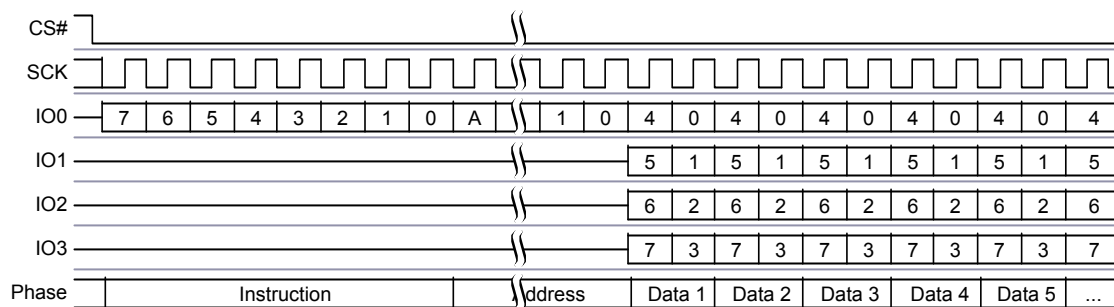 CS#
SCK
IO0 7 6 5 4 3 2 1 0 A 1 0 4 0 4 0 4 0 4 0 4 0 4
IO1 5 1 5 1 5 1 5 1 5 1 5
IO2 6 2 6 2 6 2 6 2 6 2 6
IO3 7 3 7 3 7 3 7 3 7 3 7
Phase Instruction Address Data 1 Data 2 Data 3 Data 4 Data 5 ...